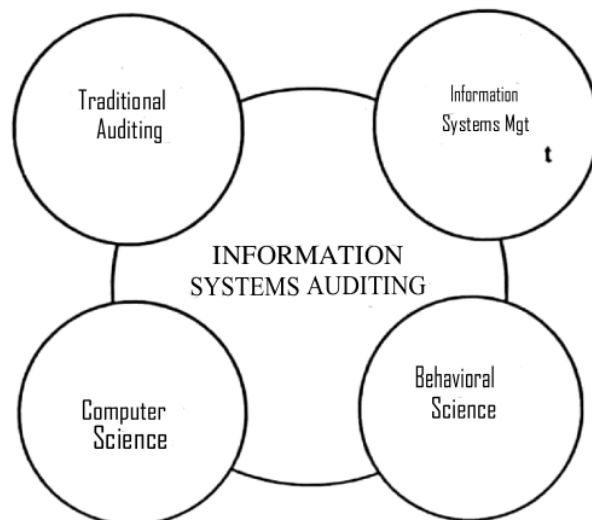 Traditional
Auditing
Information
Systems Mgt
t
INFORMATION
SYSTEMS AUDITING
Computer
Science
Behavioral
Science